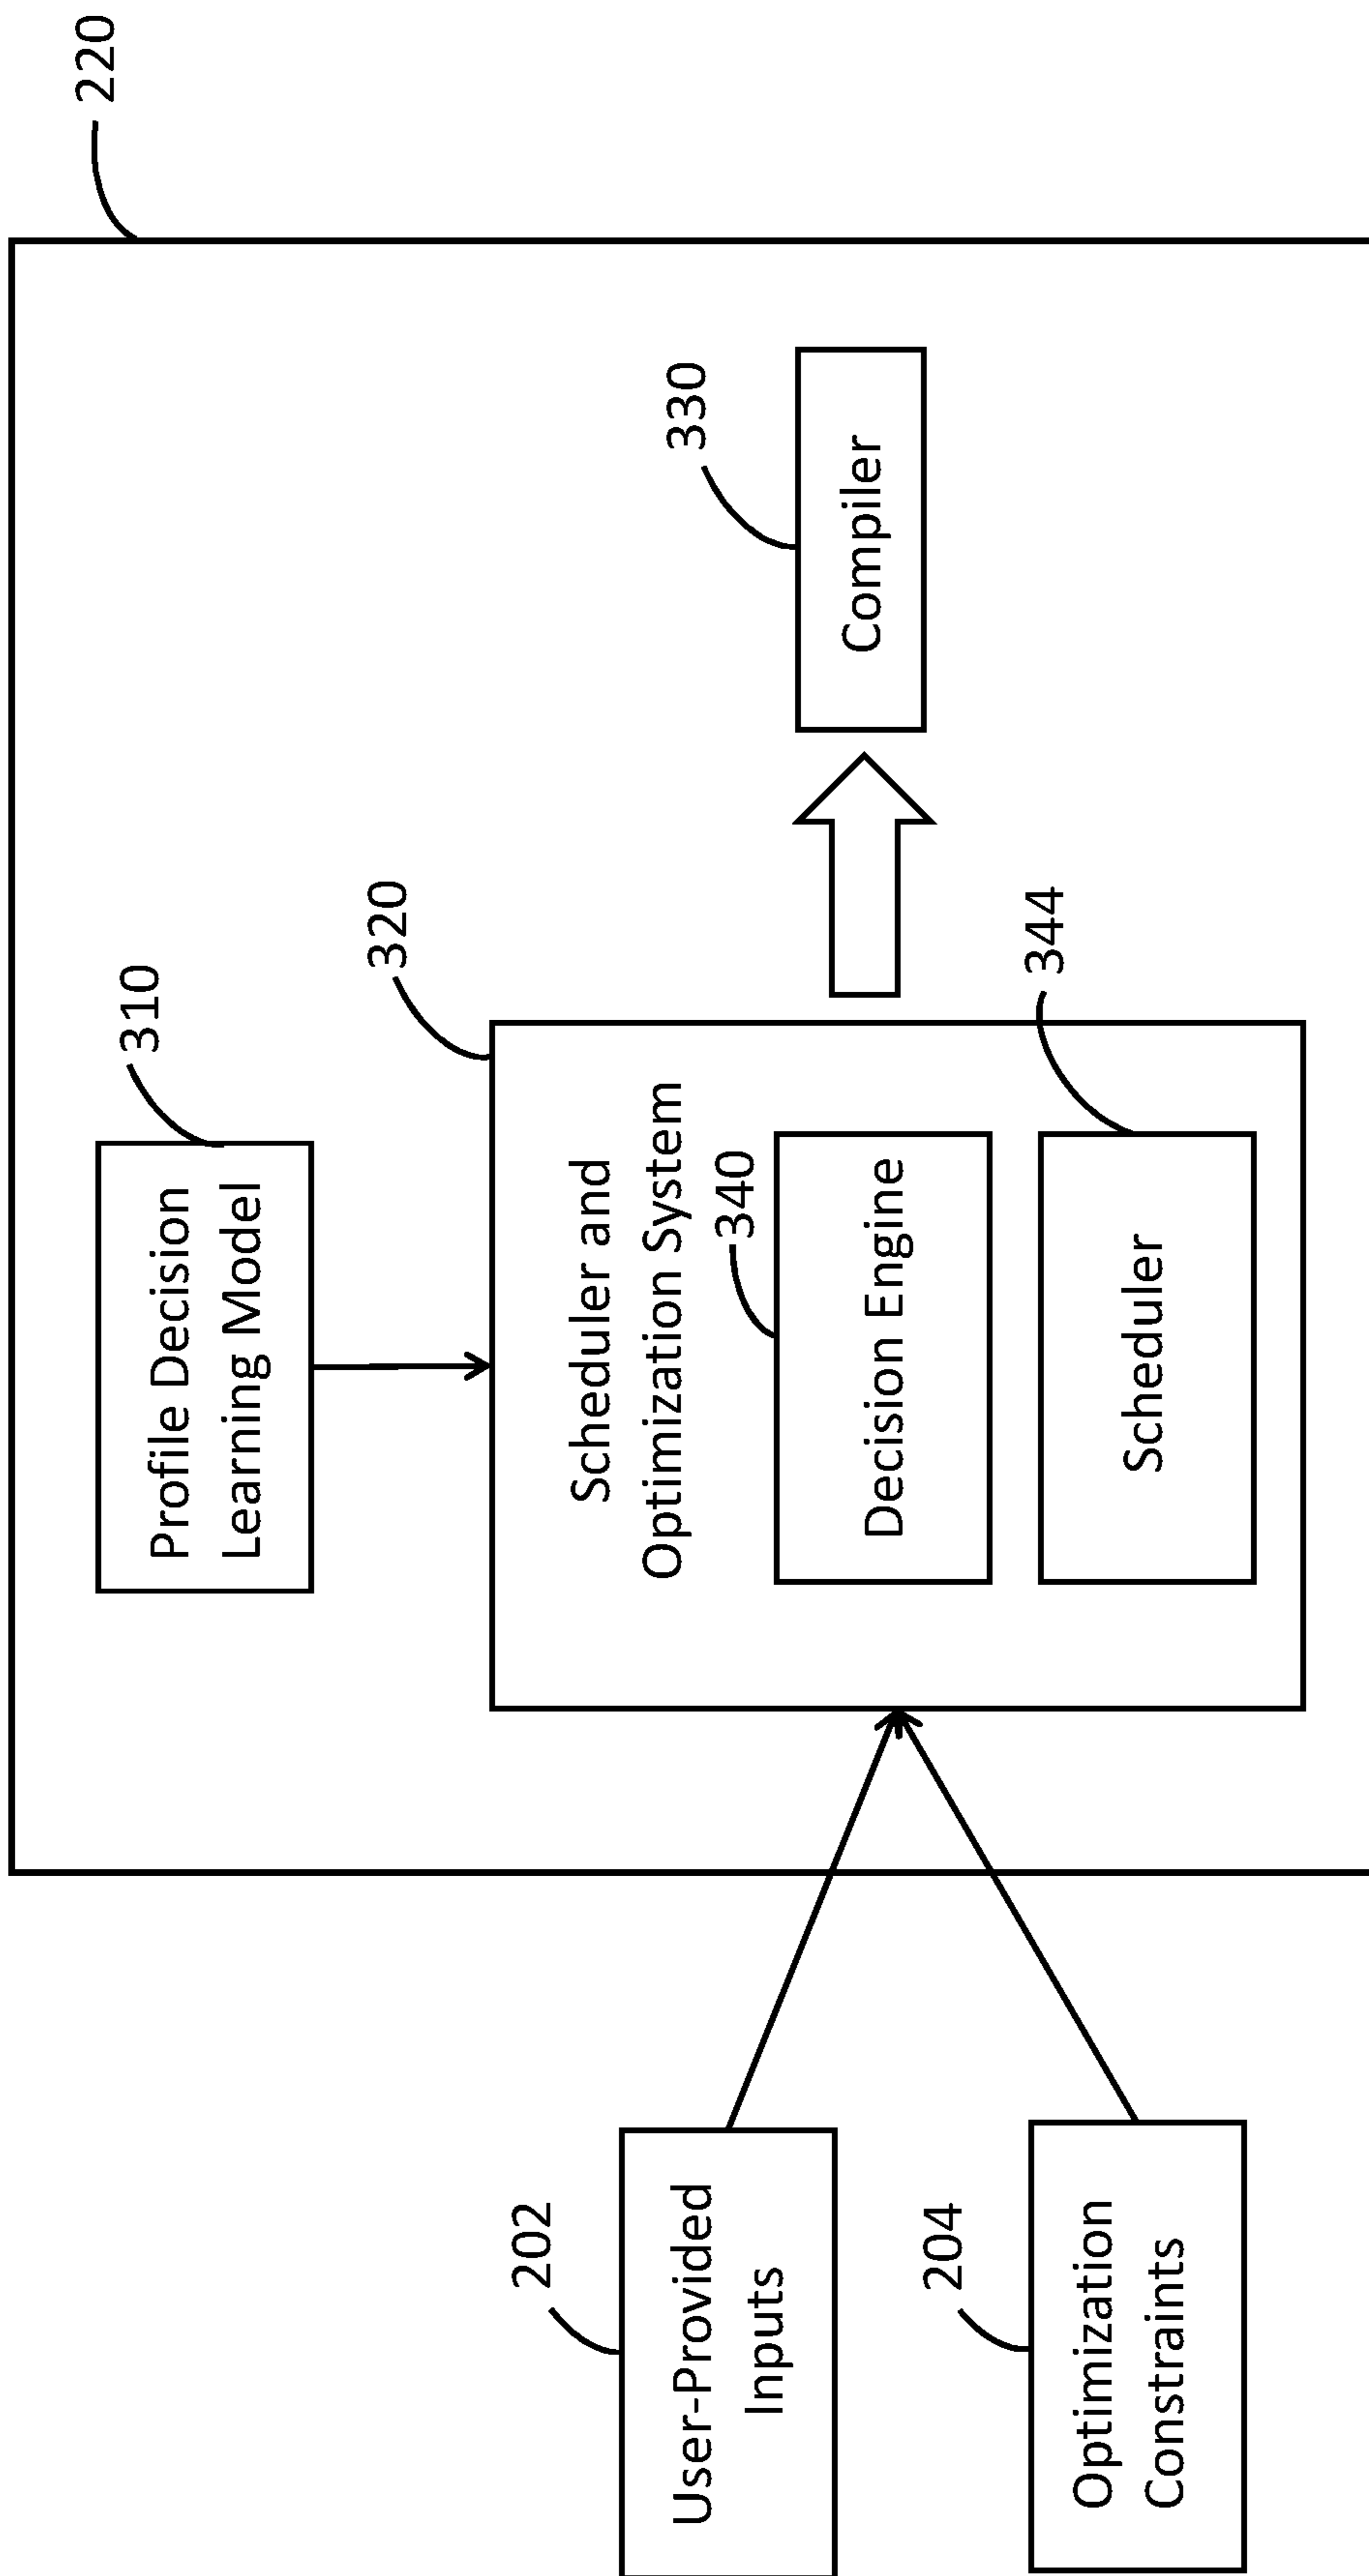 220
310
Profile Decision
Learning Model
320
330
Scheduler and
Optimization System
202
340
User-Provided
Inputs
Decision Engine
Compiler
204
344
Optimization
Constraints
Scheduler